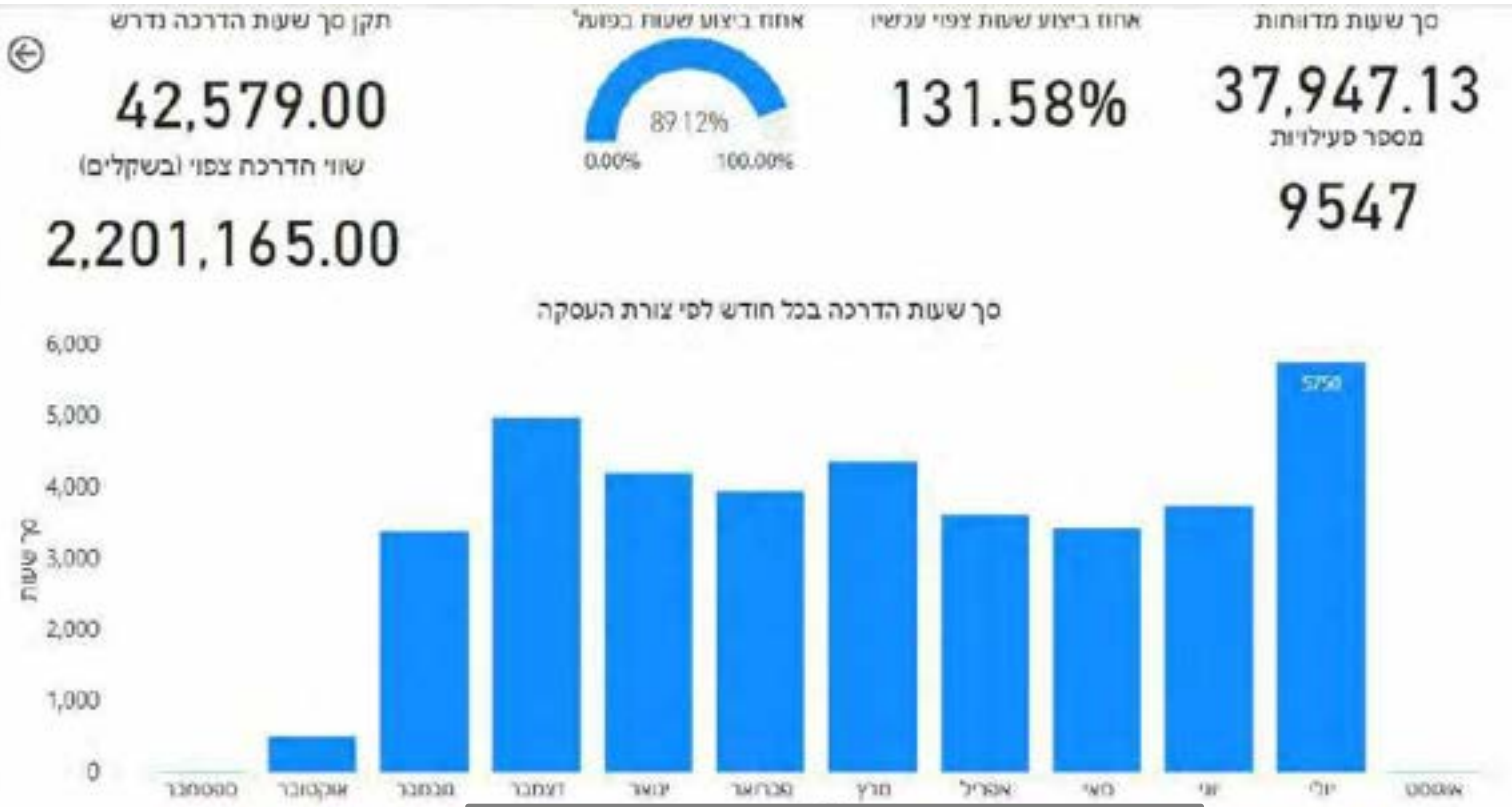 סך שעות מדווחות
37,947.13
מספר פעילויות
9547
אחוז ביצוע שעות צפוי עכשיו
131.58%
אחוז ביצוע שעות בפועל
89.12%
0.00%
100.00%
תקן סך שעות הדרכה נדרש
42,579.00
שווי הדרכה צפוי (בשקלים)
2,201,165.00
סך שעות הדרכה בכל חודש לפי צורת העסקה
סך שעות
6,000
5,000
4,000
3,000
2,000
1,000
0
5750
ספטמבר
אוקטובר
נובמבר
דצמבר
ינואר
פברואר
מרץ
אפריל
מאי
יוני
יולי
אוגוסט